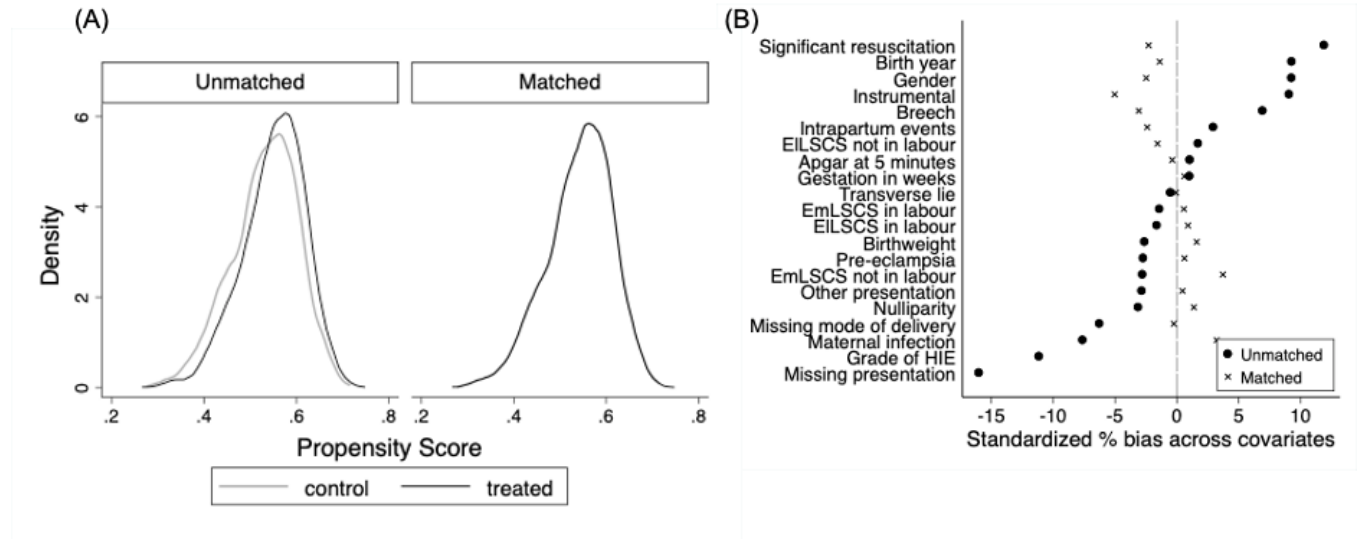 (A)
Unmatched
Matched
Density
0
2
4
6
.2
.4
.6
.8
.2
.4
.6
.8
Propensity Score
control
treated
(B)
Significant resuscitation
Birth year
Gender
Instrumental
Breech
Intrapartum events
ElLSCS not in labour
Apgar at 5 minutes
Gestation in weeks
Transverse lie
EmLSCS in labour
ElLSCS in labour
Birthweight
Pre-eclampsia
EmLSCS not in labour
Other presentation
Nulliparity
Missing mode of delivery
Maternal infection
Grade of HIE
Missing presentation
Unmatched
Matched
-15
-10
-5
0
5
10
Standardized % bias across covariates